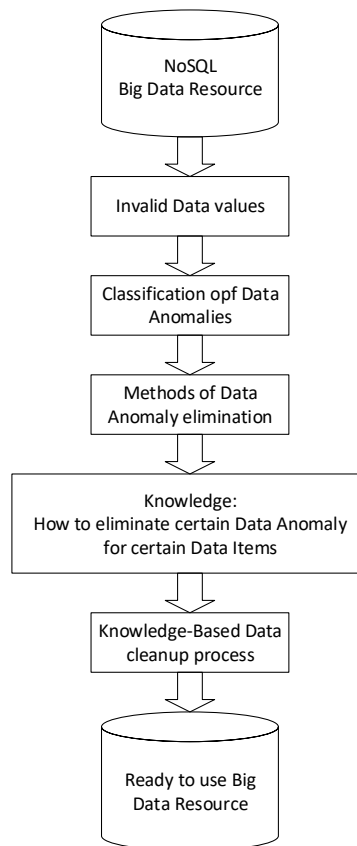 NoSQL
Big Data Resource
Invalid Data values
Classification opf Data
Anomalies
Methods of Data
Anomaly elimination
Knowledge:
How to eliminate certain Data Anomaly
for certain Data Items
Knowledge-Based Data
cleanup process
Ready to use Big
Data Resource